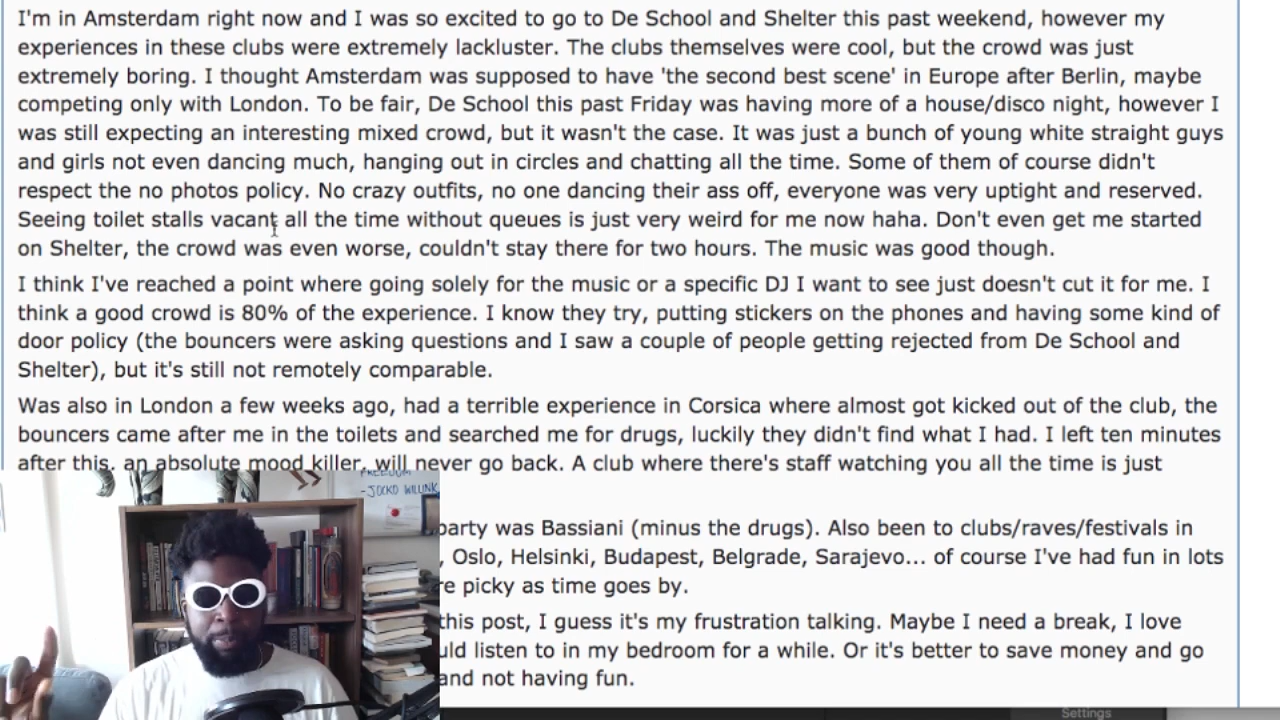 I'm in Amsterdam right now and I was so excited to go to De School and Shelter this past weekend, however my
experiences in these clubs were extremely lackluster. The clubs themselves were cool, but the crowd was just
extremely boring. I thought Amsterdam was supposed to have 'the second best scene' in Europe after Berlin, maybe
competing only with London. To be fair, De School this past Friday was having more of a house/disco night, however I
was still expecting an interesting mixed crowd, but it wasn't the case. It was just a bunch of young white straight guys
and girls not even dancing much, hanging out in circles and chatting all the time. Some of them of course didn't
respect the no photos policy. No crazy outfits, no one dancing their ass off, everyone was very uptight and reserved.
Seeing toilet stalls vacant all the time without queues is just very weird for me now haha. Don't even get me started
on Shelter, the crowd was even worse, couldn't stay there for two hours. The music was good though.
I think I've reached a point where going solely for the music or a specific DJ I want to see just doesn't cut it for me. I
think a good crowd is 80% of the experience. I know they try, putting stickers on the phones and having some kind of
door policy (the bouncers were asking questions and I saw a couple of people getting rejected from De School and
Shelter), but it's still not remotely comparable.
Was also in London a few weeks ago, had a terrible experience in Corsica where almost got kicked out of the club, the
bouncers came after me in the toilets and searched me for drugs, luckily they didn't find what I had. I left ten minutes
after this, an absolute mood killer, will never go back. A club where there's staff watching you all the time is just
FREEDOM
-JOCKO WILLINK
party was Bassiani (minus the drugs). Also been to clubs/raves/festivals in
, Oslo, Helsinki, Budapest, Belgrade, Sarajevo... of course I've had fun in lots
re picky as time goes by.
this post, I guess it's my frustration talking. Maybe I need a break, I love
uld listen to in my bedroom for a while. Or it's better to save money and go
and not having fun.
Settings